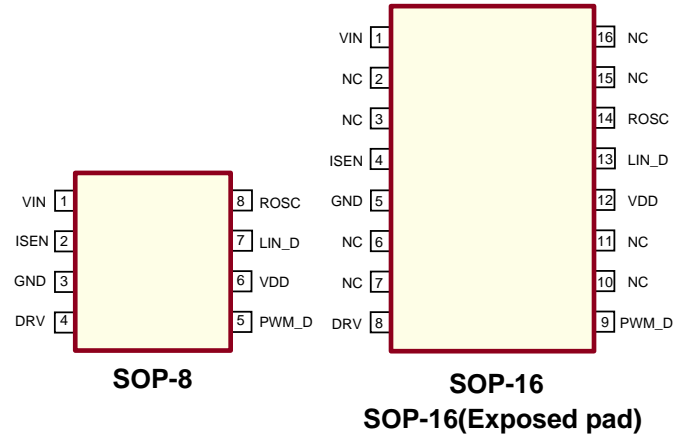 VIN 1
ISEN 2
GND 3
DRV 4
8 ROSC
7 LIN_D
6 VDD
5 PWM_D
SOP-8
VIN 1
NC 2
NC 3
ISEN 4
GND 5
NC 6
NC 7
DRV 8
16 NC
15 NC
14 ROSC
13 LIN_D
12 VDD
11 NC
10 NC
9 PWM_D
SOP-16
SOP-16(Exposed pad)